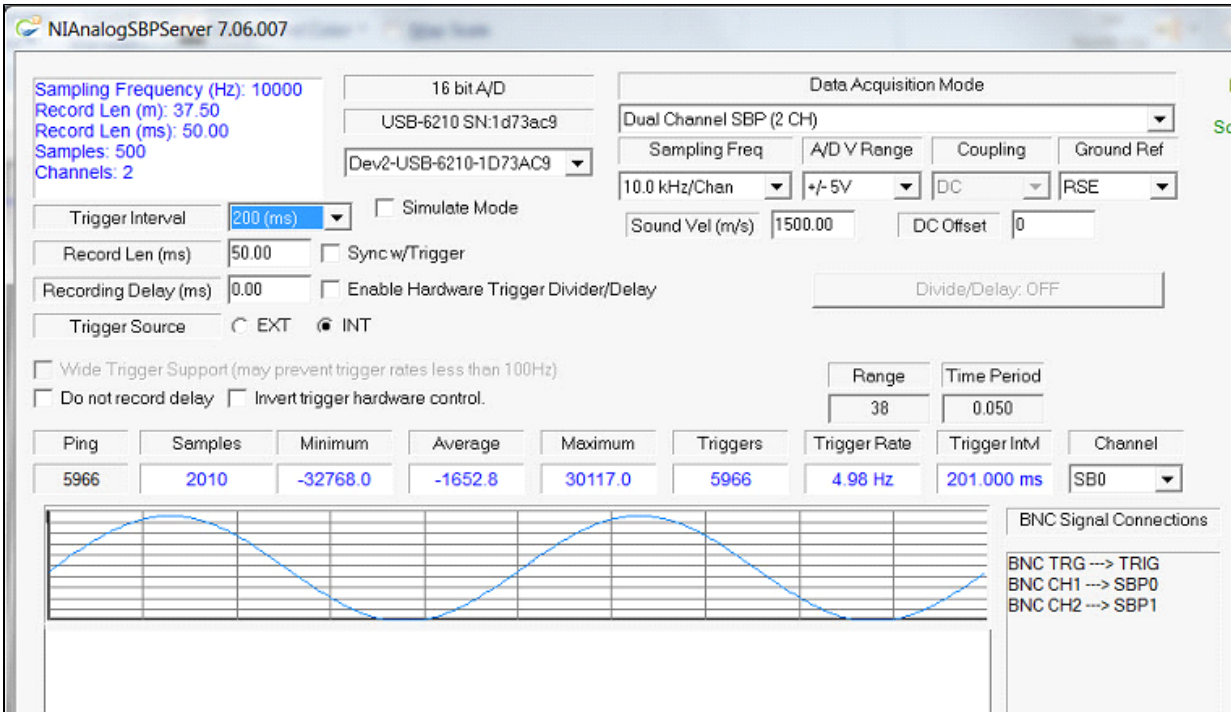 NIAnalogSBPServer 7.06.007
Sampling Frequency (Hz): 10000
Record Len (m): 37.50
Record Len (ms): 50.00
Samples: 500
Channels: 2
16 bit A/D
USB-6210 SN:1d73ac9
Dev2-USB-6210-1D73AC9
Data Acquisition Mode
Dual Channel SBP (2 CH)
Sampling Freq A/D V Range Coupling Ground Ref
10.0 kHz/Chan +/- 5V DC RSE
Sound Vel (m/s) 1500.00 DC Offset 0
Trigger Interval 200 (ms) Simulate Mode
Record Len (ms) 50.00 Sync w/Trigger
Recording Delay (ms) 0.00 Enable Hardware Trigger Divider/Delay
Divide/Delay: OFF
Trigger Source EXT INT
Wide Trigger Support (may prevent trigger rates less than 100Hz)
Do not record delay Invert trigger hardware control.
Range Time Period
38 0.050
Ping Samples Minimum Average Maximum Triggers Trigger Rate Trigger Intvl Channel
5966 2010 -32768.0 -1652.8 30117.0 5966 4.98 Hz 201.000 ms SB0
BNC Signal Connections
BNC TRG ---> TRIG
BNC CH1 ---> SBP0
BNC CH2 ---> SBP1